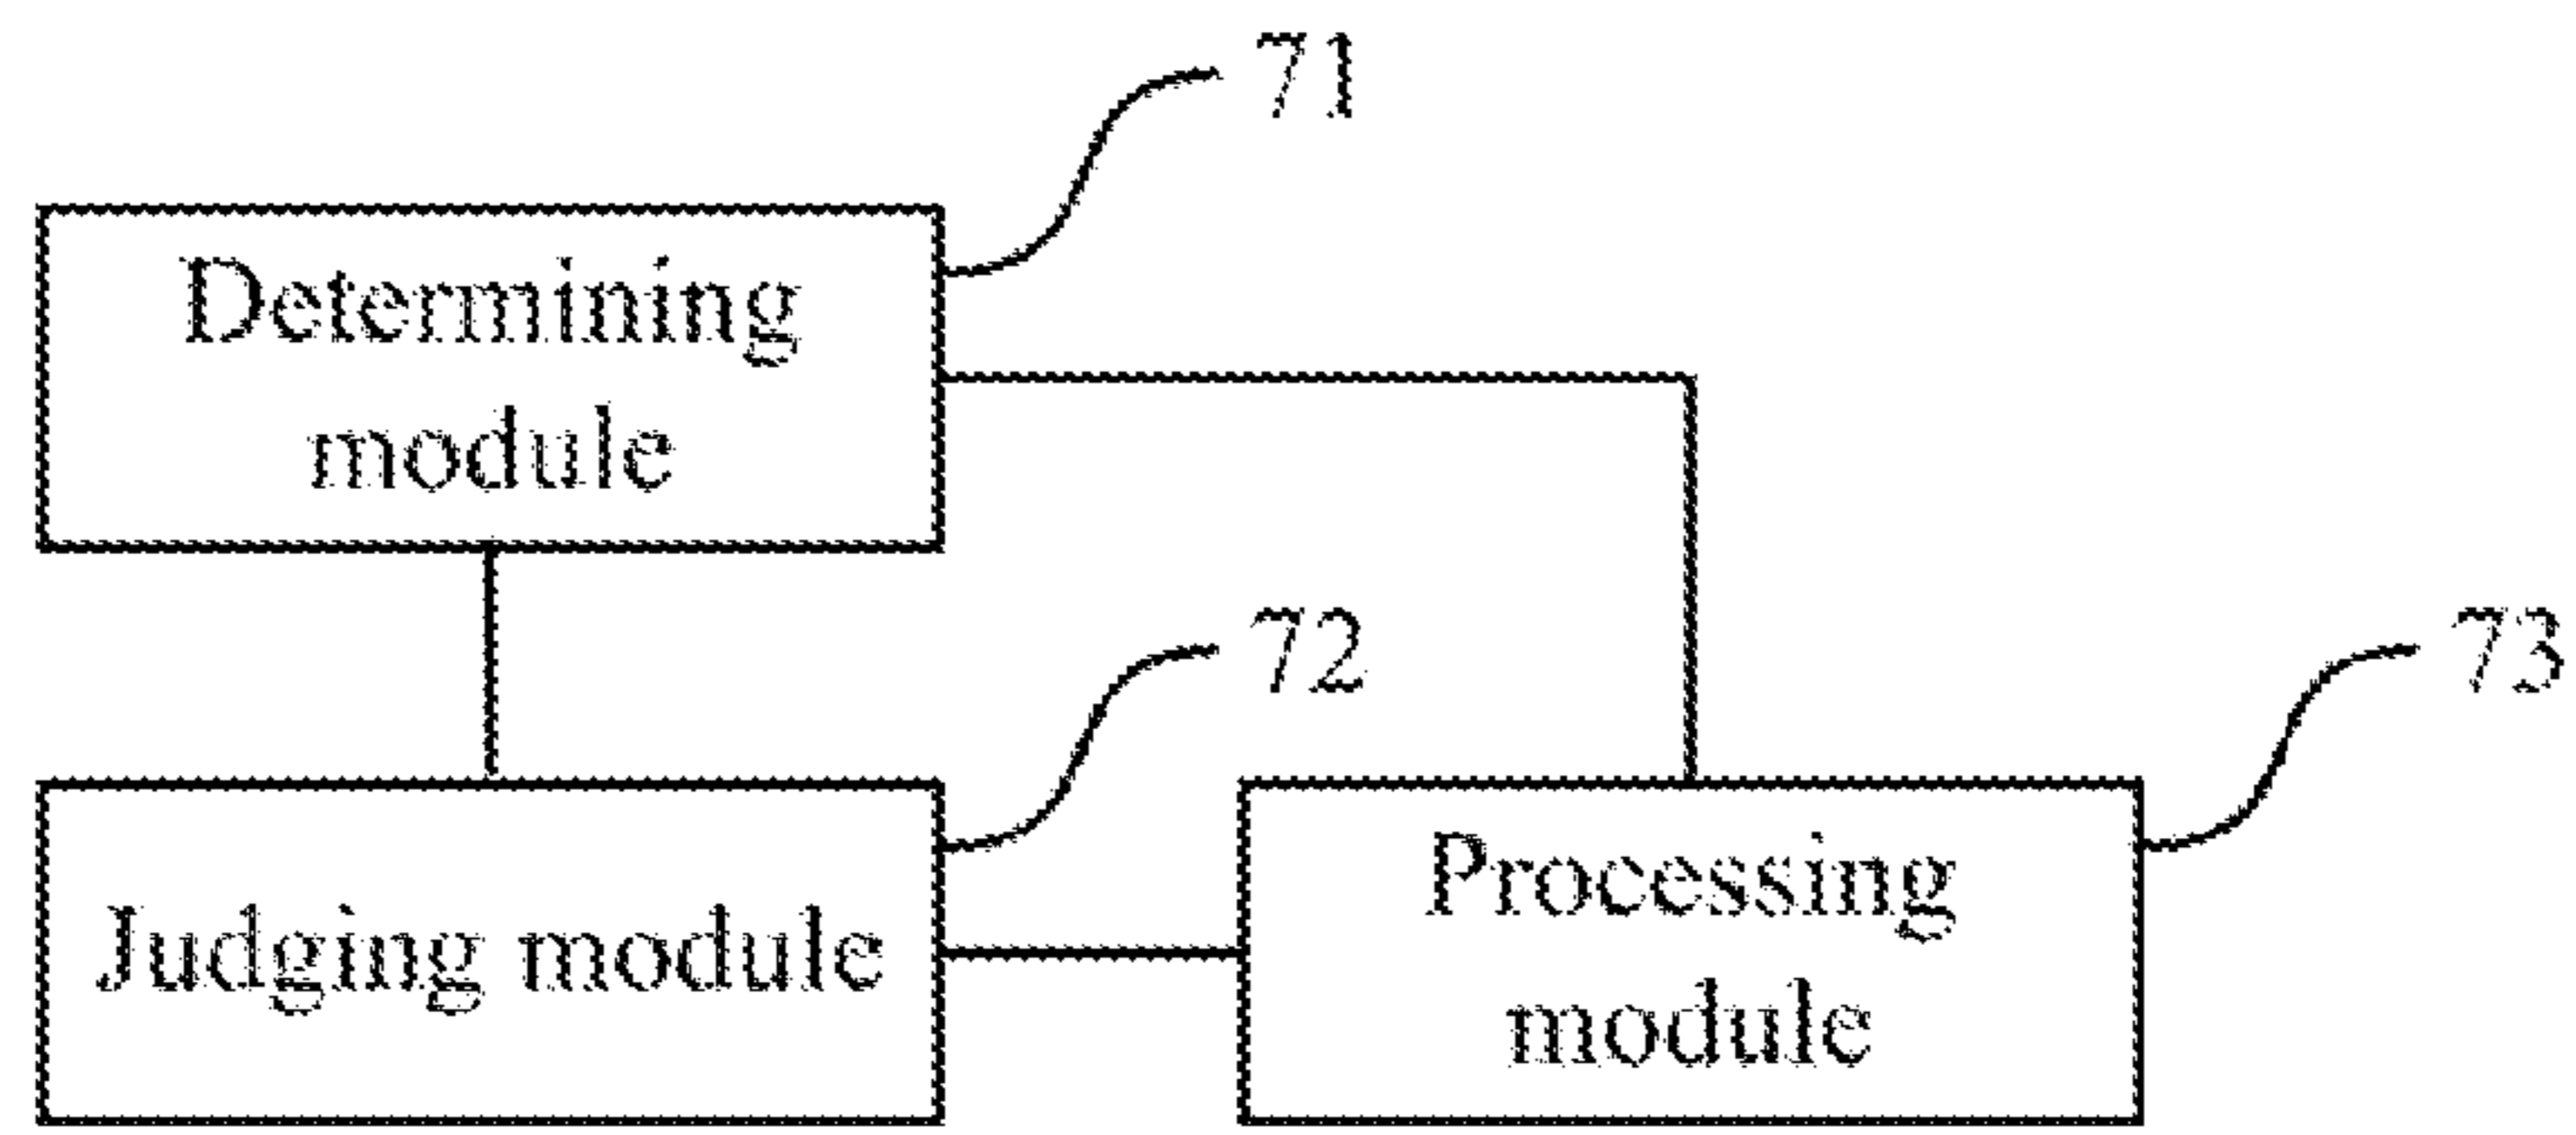 71
Determining
module
72
73
Judging module
Processing
module